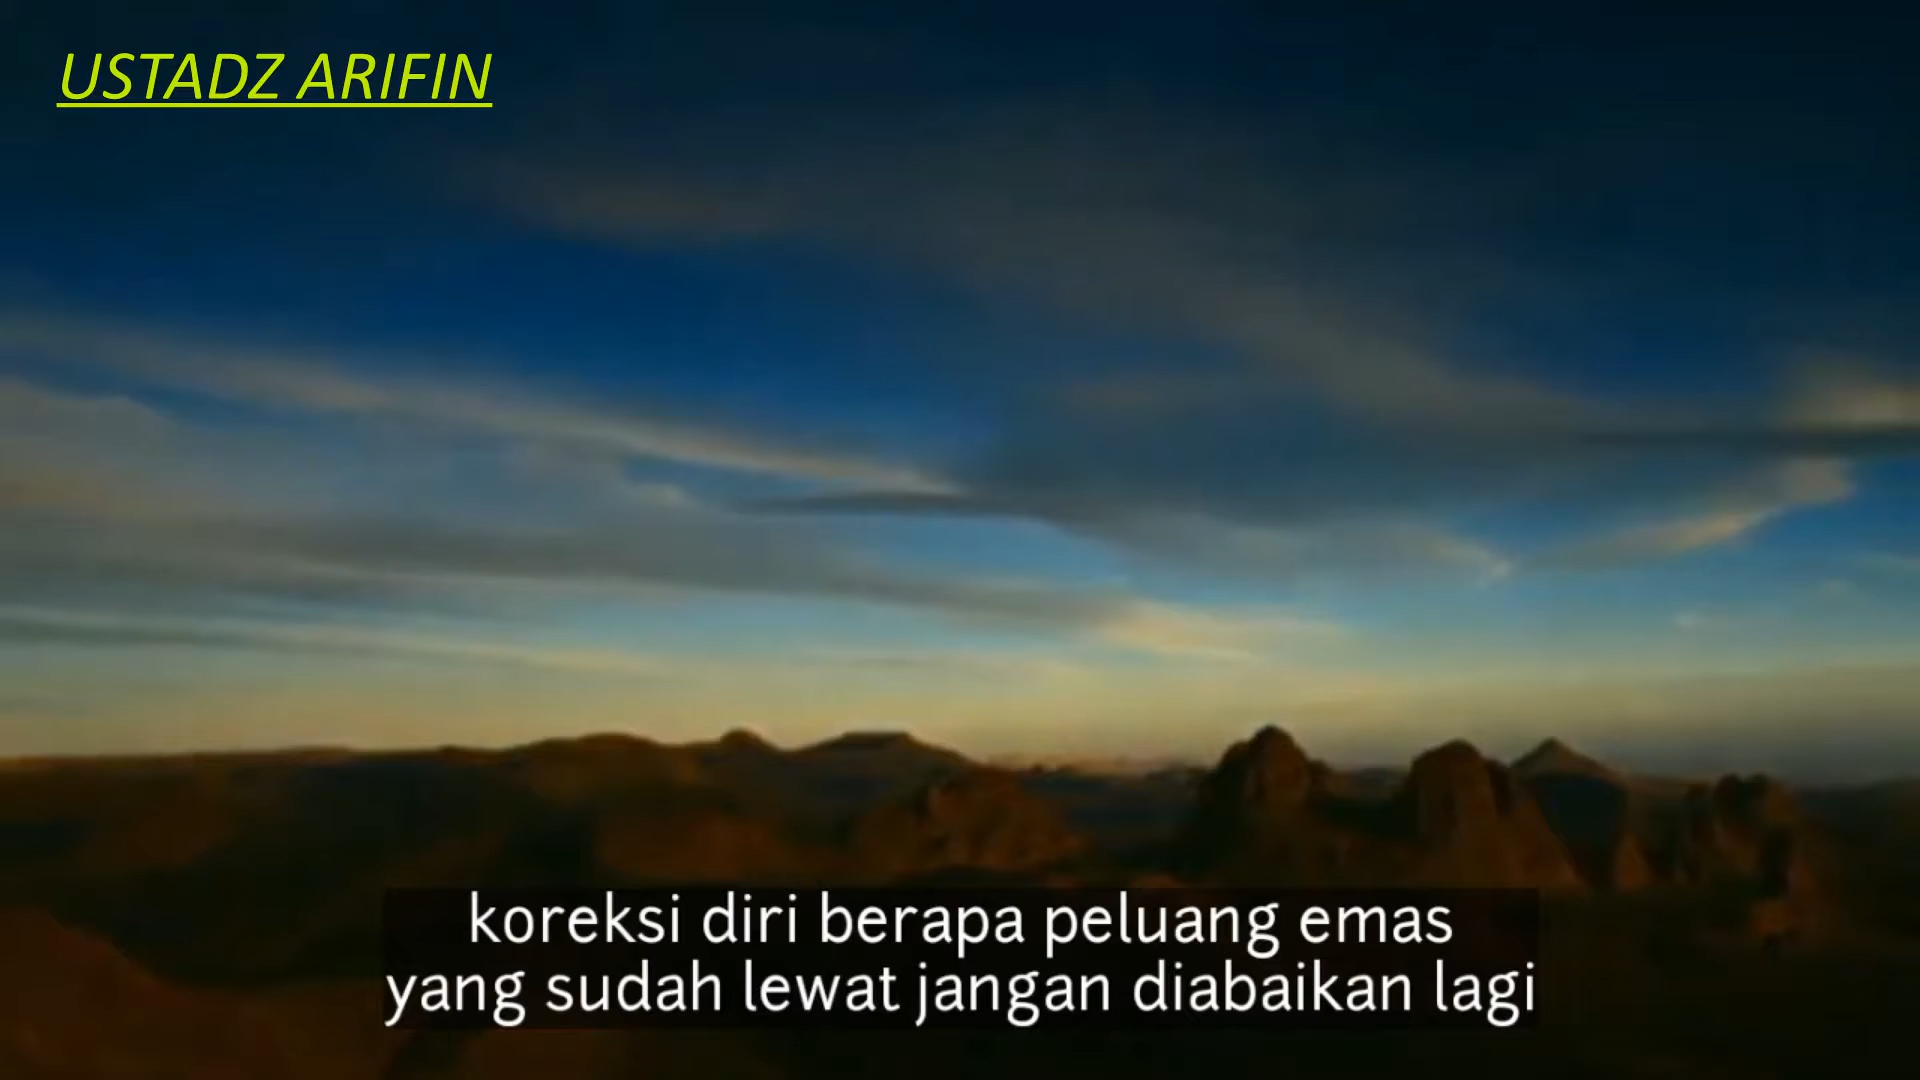 USTADZ ARIFIN
koreksi diri berapa peluang emas
yang sudah lewat jangan diabaikan lagi